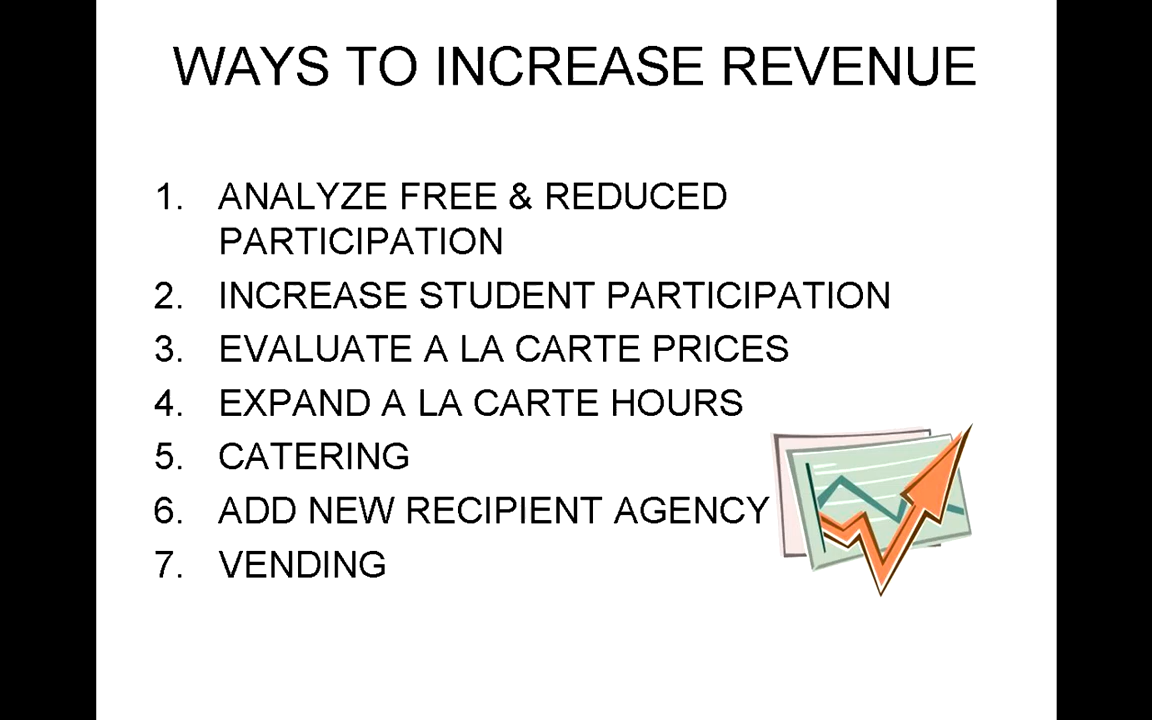 WAYS TO INCREASE REVENUE
1. ANALYZE FREE & REDUCED
PARTICIPATION
2. INCREASE STUDENT PARTICIPATION
3. EVALUATE A LA CARTE PRICES
4. EXPAND A LA CARTE HOURS
5. CATERING
6. ADD NEW RECIPIENT AGENCY
7. VENDING